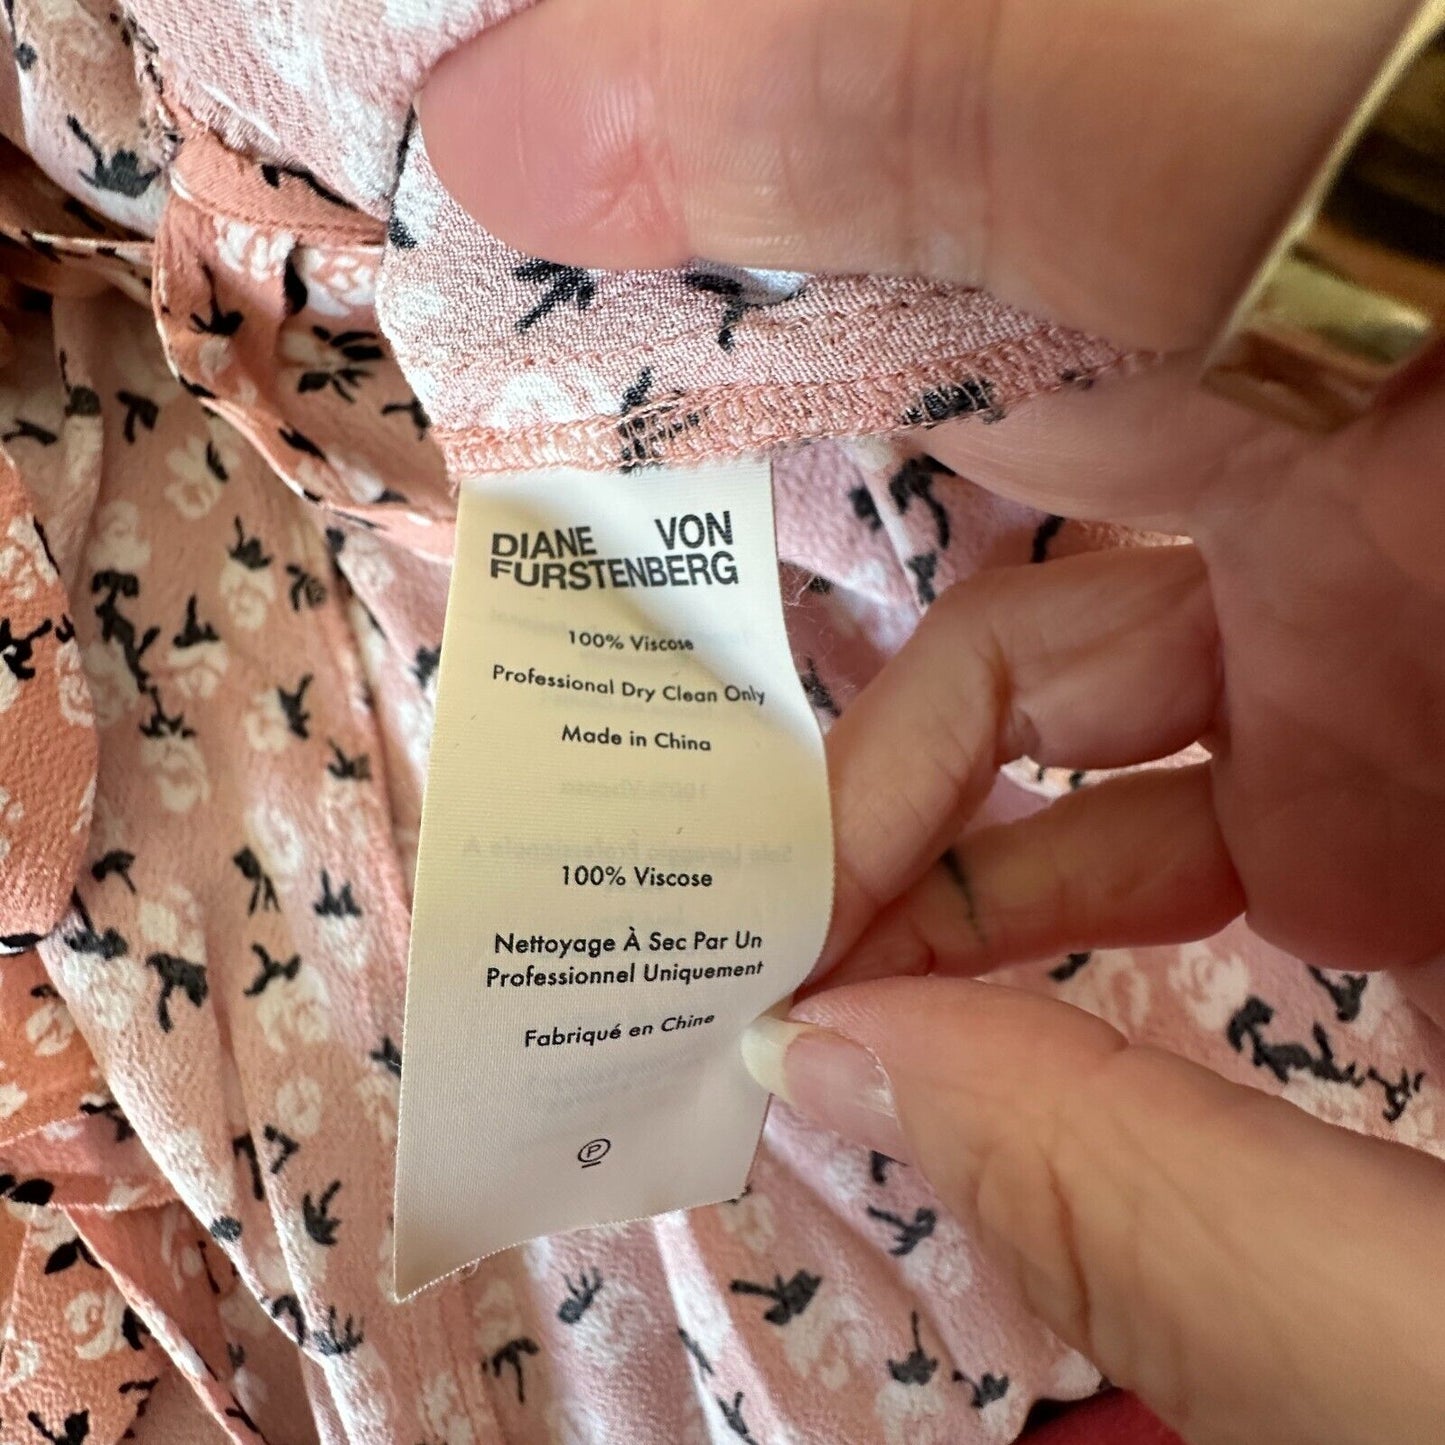 DIANE VON
FURSTENBERG
100% Viscose
Professional Dry Clean Only
Made in China
100% Viscose
Nettoyage À Sec Par Un
Professionnel Uniquement
Fabriqué en Chine
P